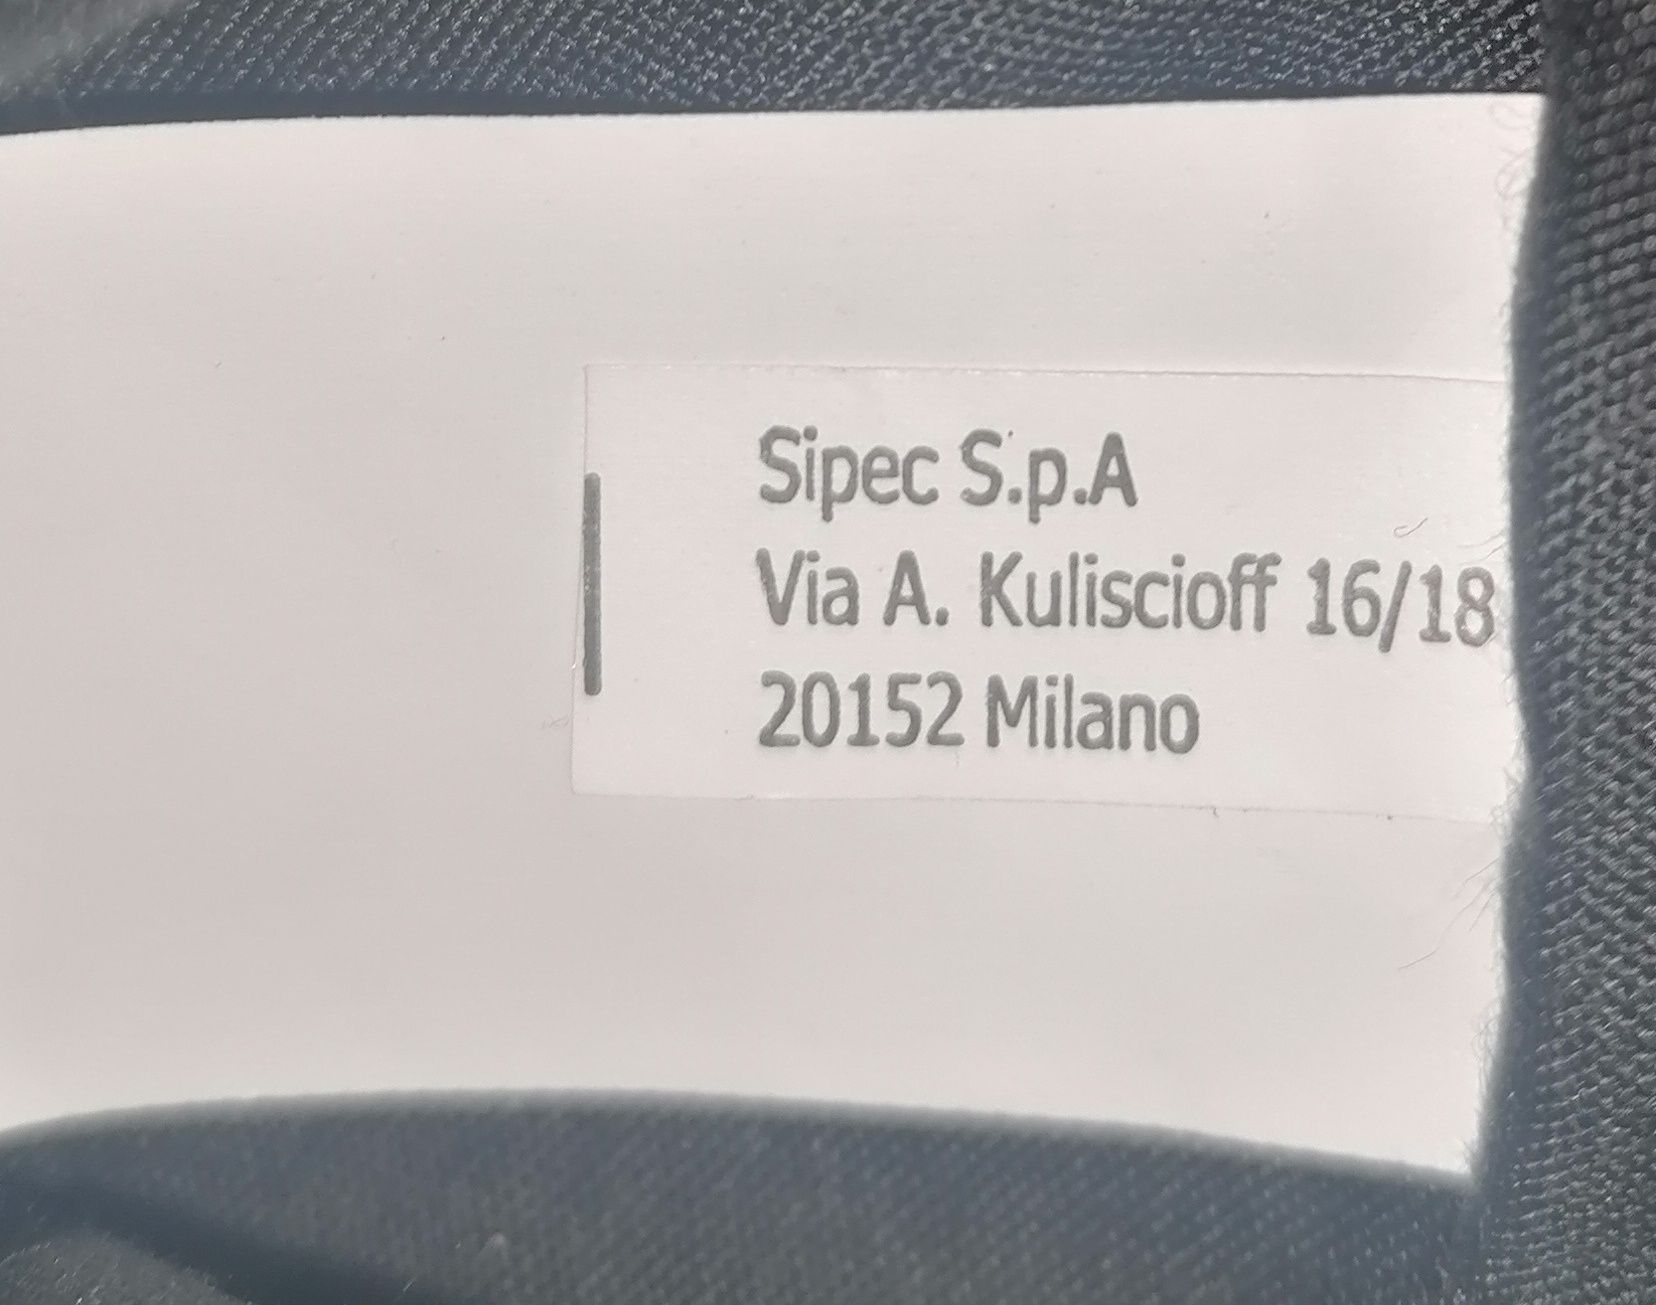 Sipec S.p.A
Via A. Kuliscioff 16/18
20152 Milano